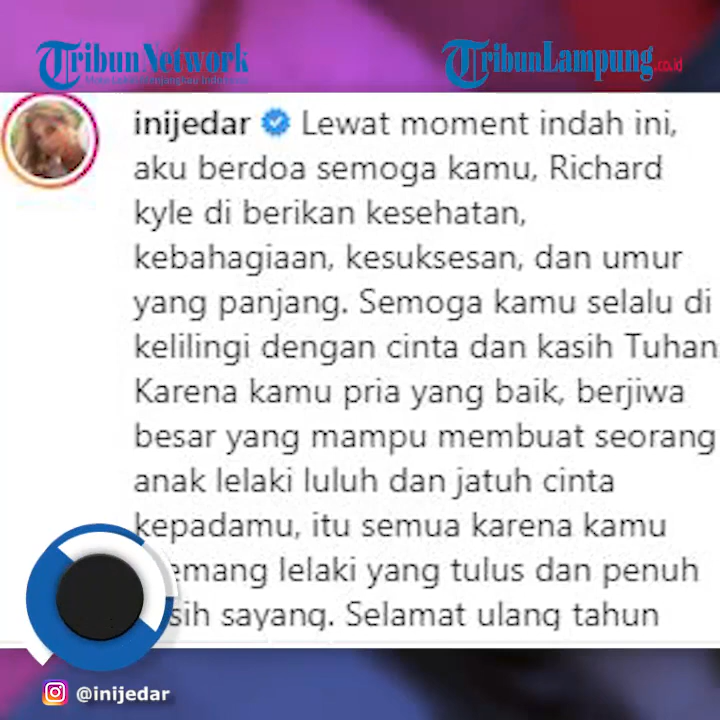 TribunNetwork
TribunLampung.co.id
inijedar Lewat moment indah ini,
aku berdoa semoga kamu, Richard
kyle di berikan kesehatan,
kebahagiaan, kesuksesan, dan umur
yang panjang. Semoga kamu selalu di
kelilingi dengan cinta dan kasih Tuhan
Karena kamu pria yang baik, berjiwa
besar yang mampu membuat seorang
anak lelaki luluh dan jatuh cinta
kepadamu, itu semua karena kamu
emang lelaki yang tulus dan penuh
sih sayang. Selamat ulang tahun
@inijedar